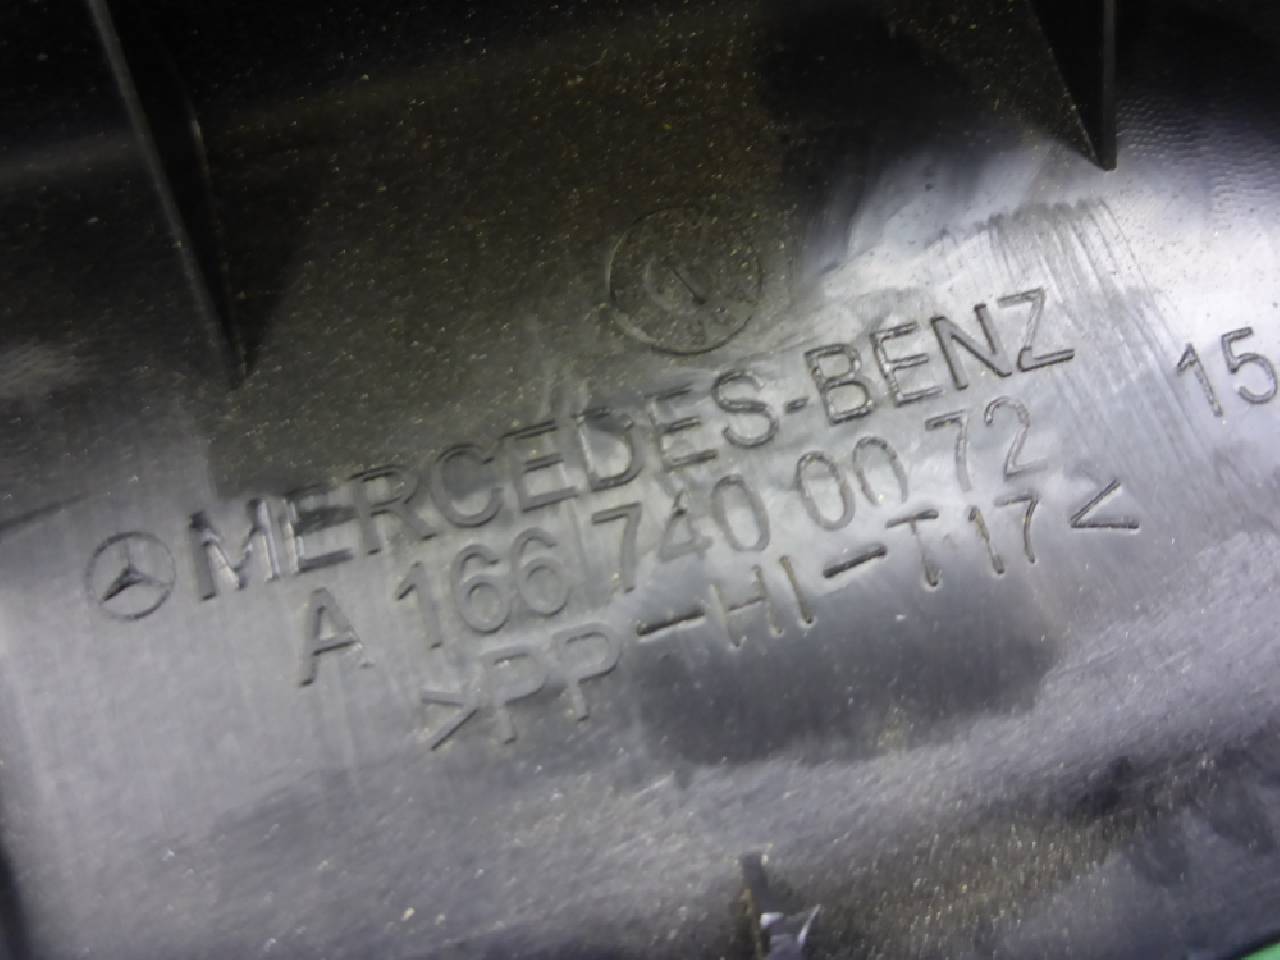 MERCEDES-BENZ
A 166 740 00 72
>PP-HI-T17<
15